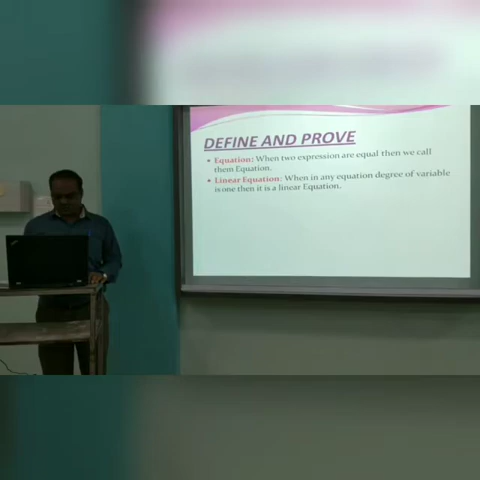 DEFINE AND PROVE
• Equation: When two expression are equal then we call
them Equation.
• Linear Equation: When in any equation degree of variable
is one then it is a linear Equation.